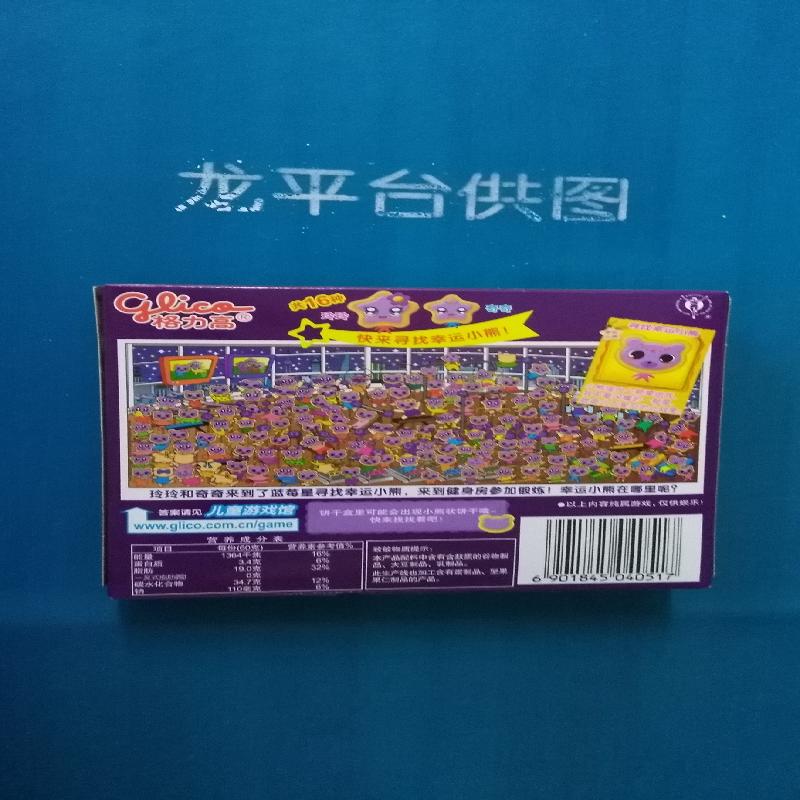 龙平台供图
Glico
格力高®
共16种
玲玲
奇奇
快来寻找幸运小熊!
寻找幸运小熊
玲玲和奇奇来到了蓝莓星寻找幸运小熊,来到健身房参加锻炼!幸运小熊在哪里呢?
●以上内容纯属游戏,仅供娱乐!
答案请见 儿童游戏馆
www.glico.com.cn/game
饼干盒里可能会出现小熊状饼干哦~
快来找找看吧!
营养成分表
项目 每份(60克) 营养素参考值%
能量 1364千焦 16%
蛋白质 3.4克 6%
脂肪 19.0克 32%
—反式脂肪酸 0克
碳水化合物 34.7克 12%
钠 110毫克 6%
致敏物质提示:
本产品配料中含有含麸质的谷物制
品、大豆制品、乳制品。
此生产线也加工含有蛋制品、坚果
果仁制品的产品。
6 901845 040517